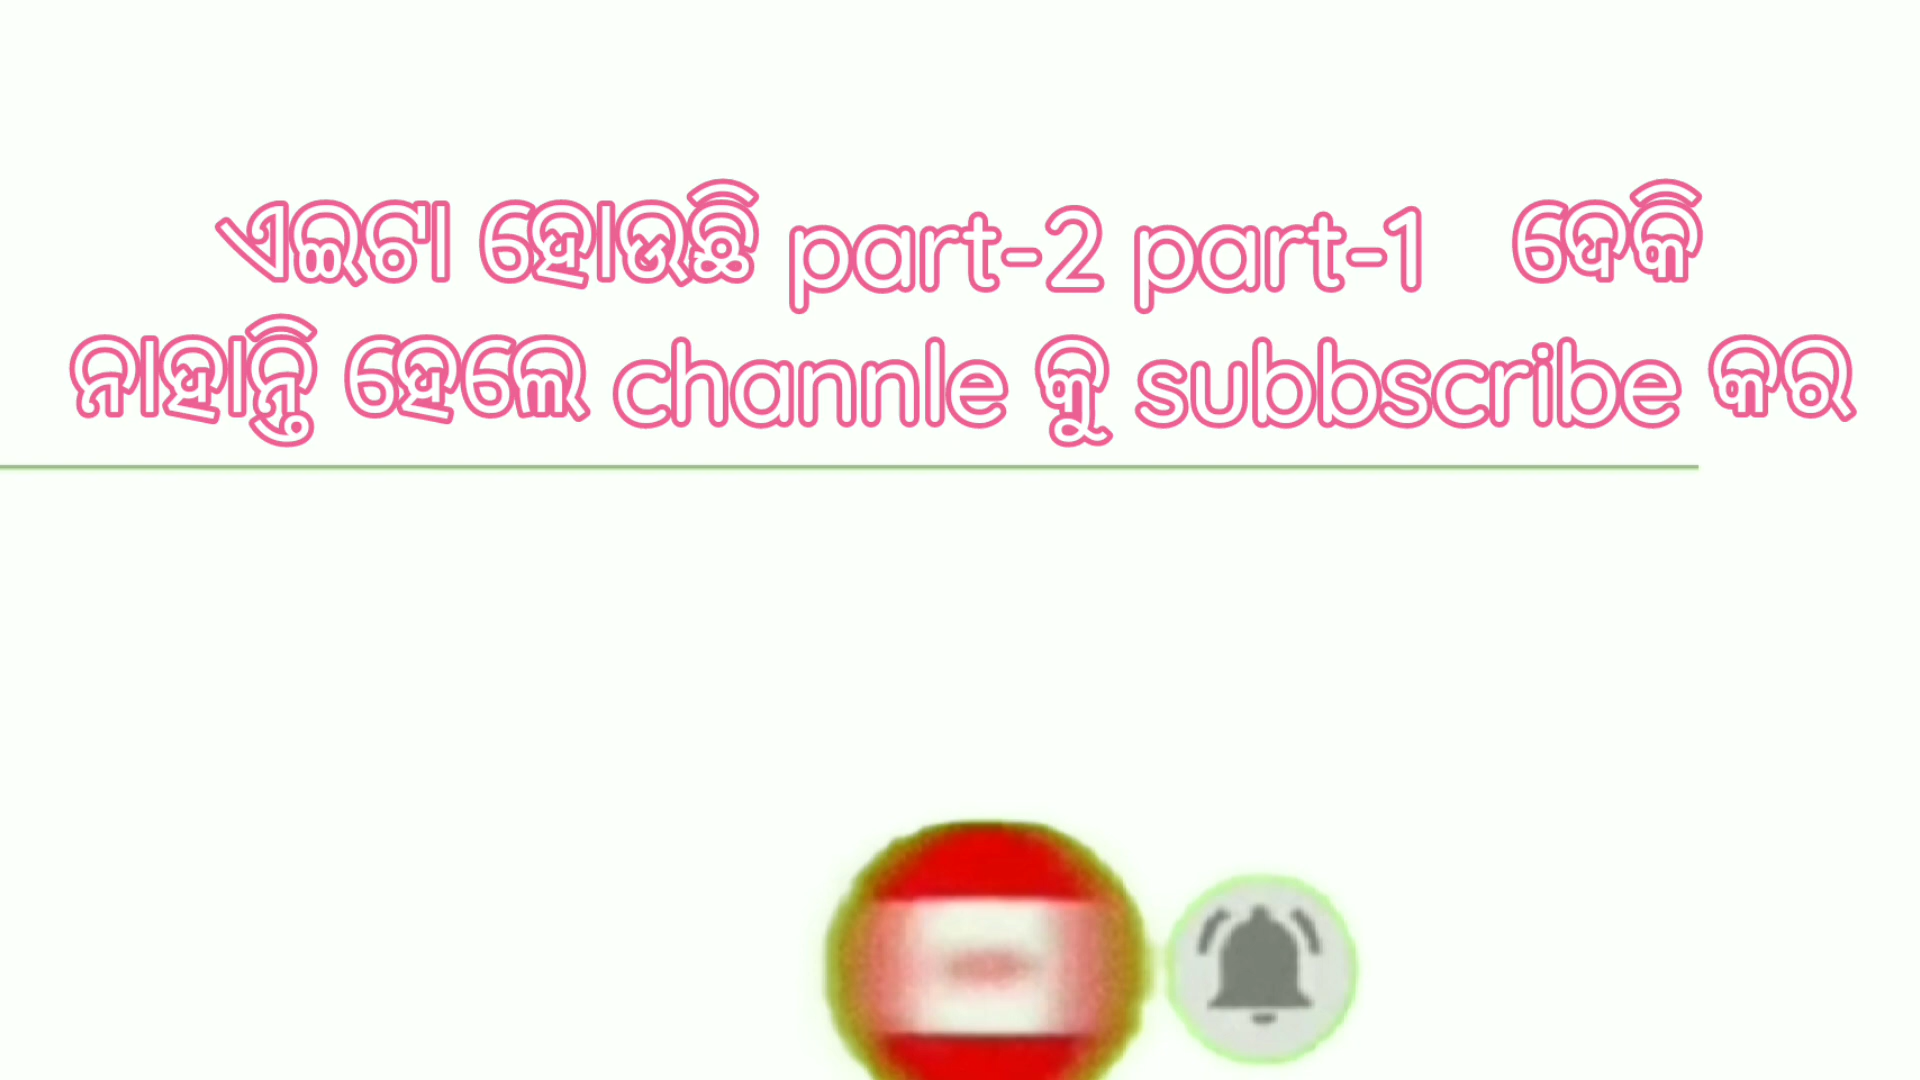 ଏଇଟା ହୋଉଛି part-2 part-1 ଦେକି
ନାହାନ୍ତି ହେଲେ channle କୁ subbscribe କର